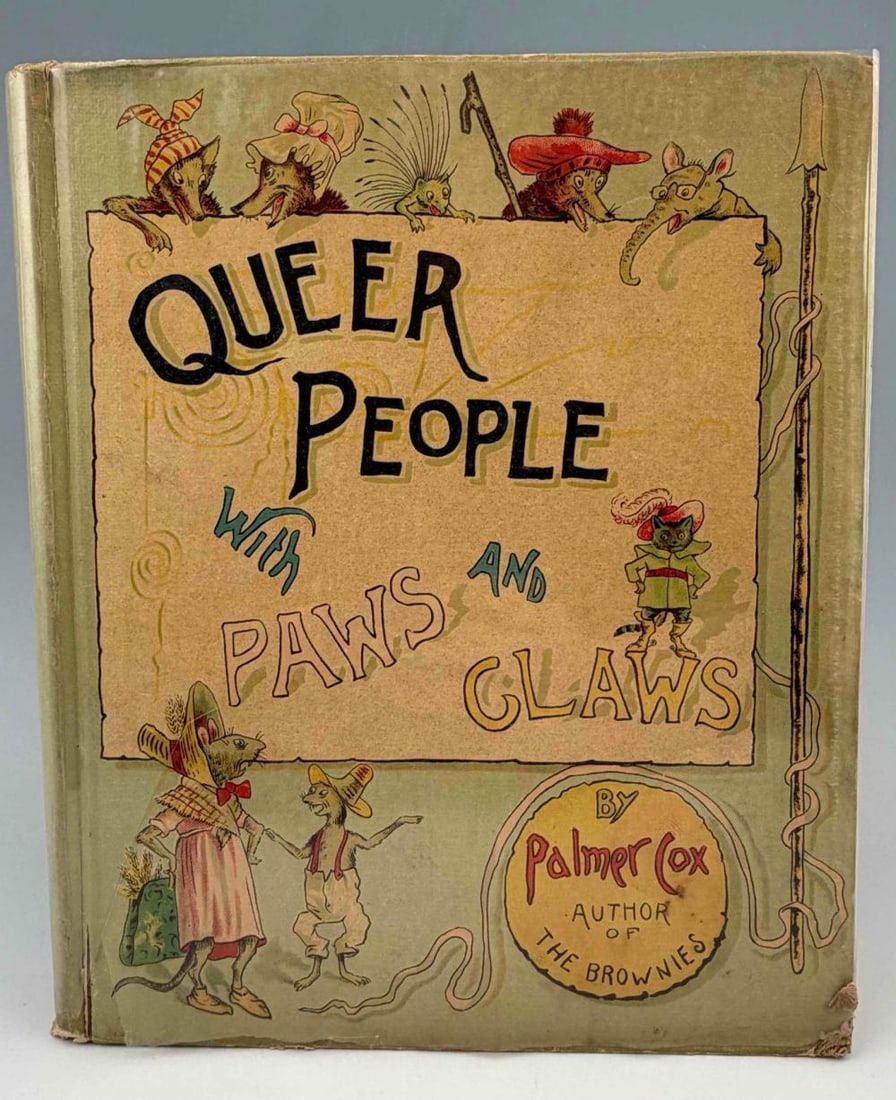 QUEER
PEOPLE
WITH
PAWS AND
CLAWS
BY
Palmer Cox
AUTHOR
OF
THE BROWNIES